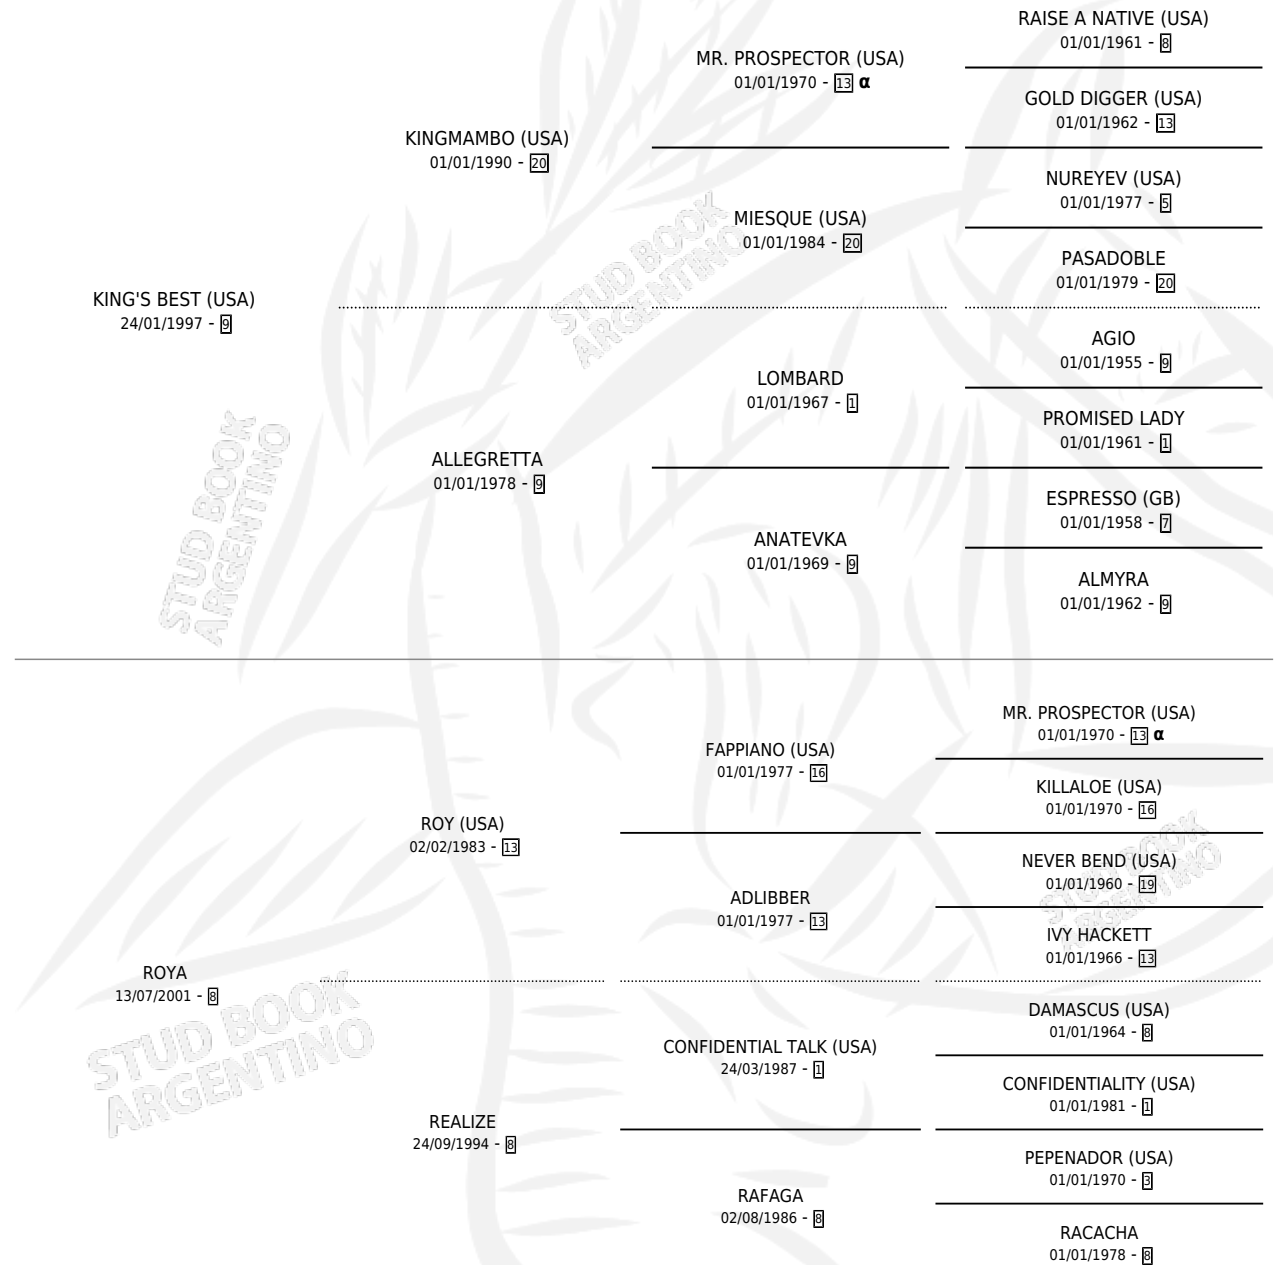 RAISE A NATIVE (USA)
01/01/1961 - 8
MR. PROSPECTOR (USA)
01/01/1970 - 13 α
GOLD DIGGER (USA)
01/01/1962 - 13
KINGMAMBO (USA)
01/01/1990 - 20
NUREYEV (USA)
01/01/1977 - 5
MIESQUE (USA)
01/01/1984 - 20
PASADOBLE
01/01/1979 - 20
KING'S BEST (USA)
24/01/1997 - 9
AGIO
01/01/1955 - 9
LOMBARD
01/01/1967 - 1
PROMISED LADY
01/01/1961 - 1
ALLEGRETTA
01/01/1978 - 9
ESPRESSO (GB)
01/01/1958 - 7
ANATEVKA
01/01/1969 - 9
ALMYRA
01/01/1962 - 9
MR. PROSPECTOR (USA)
01/01/1970 - 13 α
FAPPIANO (USA)
01/01/1977 - 16
KILLALOE (USA)
01/01/1970 - 16
ROY (USA)
02/02/1983 - 13
NEVER BEND (USA)
01/01/1960 - 19
ADLIBBER
01/01/1977 - 13
IVY HACKETT
01/01/1966 - 13
ROYA
13/07/2001 - 8
DAMASCUS (USA)
01/01/1964 - 8
CONFIDENTIAL TALK (USA)
24/03/1987 - 1
CONFIDENTIALITY (USA)
01/01/1981 - 1
REALIZE
24/09/1994 - 8
PEPENADOR (USA)
01/01/1970 - 3
RAFAGA
02/08/1986 - 8
RACACHA
01/01/1978 - 8
STUD BOOK
ARGENTINO
STUD BOOK
ARGENTINO
STUD BOOK
ARGENTINO
STUD BOOK
ARGENTINO